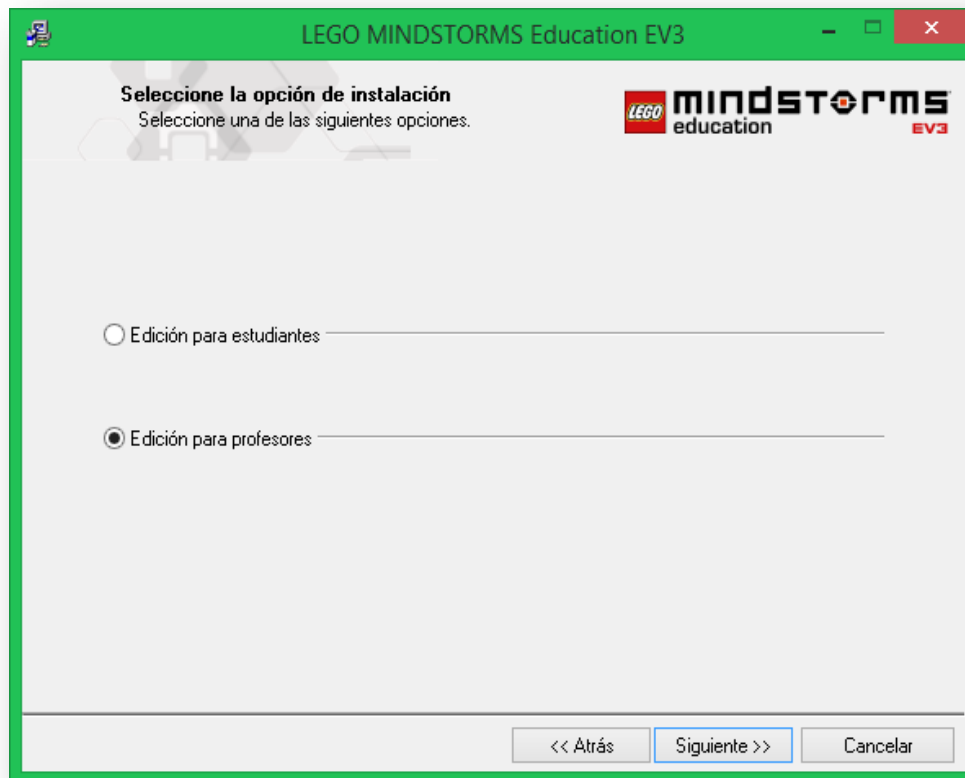 LEGO MINDSTORMS Education EV3
Seleccione la opción de instalación
Seleccione una de las siguientes opciones.
LEGO mindstorms
education
EV3
Edición para estudiantes
Edición para profesores
<< Atrás
Siguiente >>
Cancelar